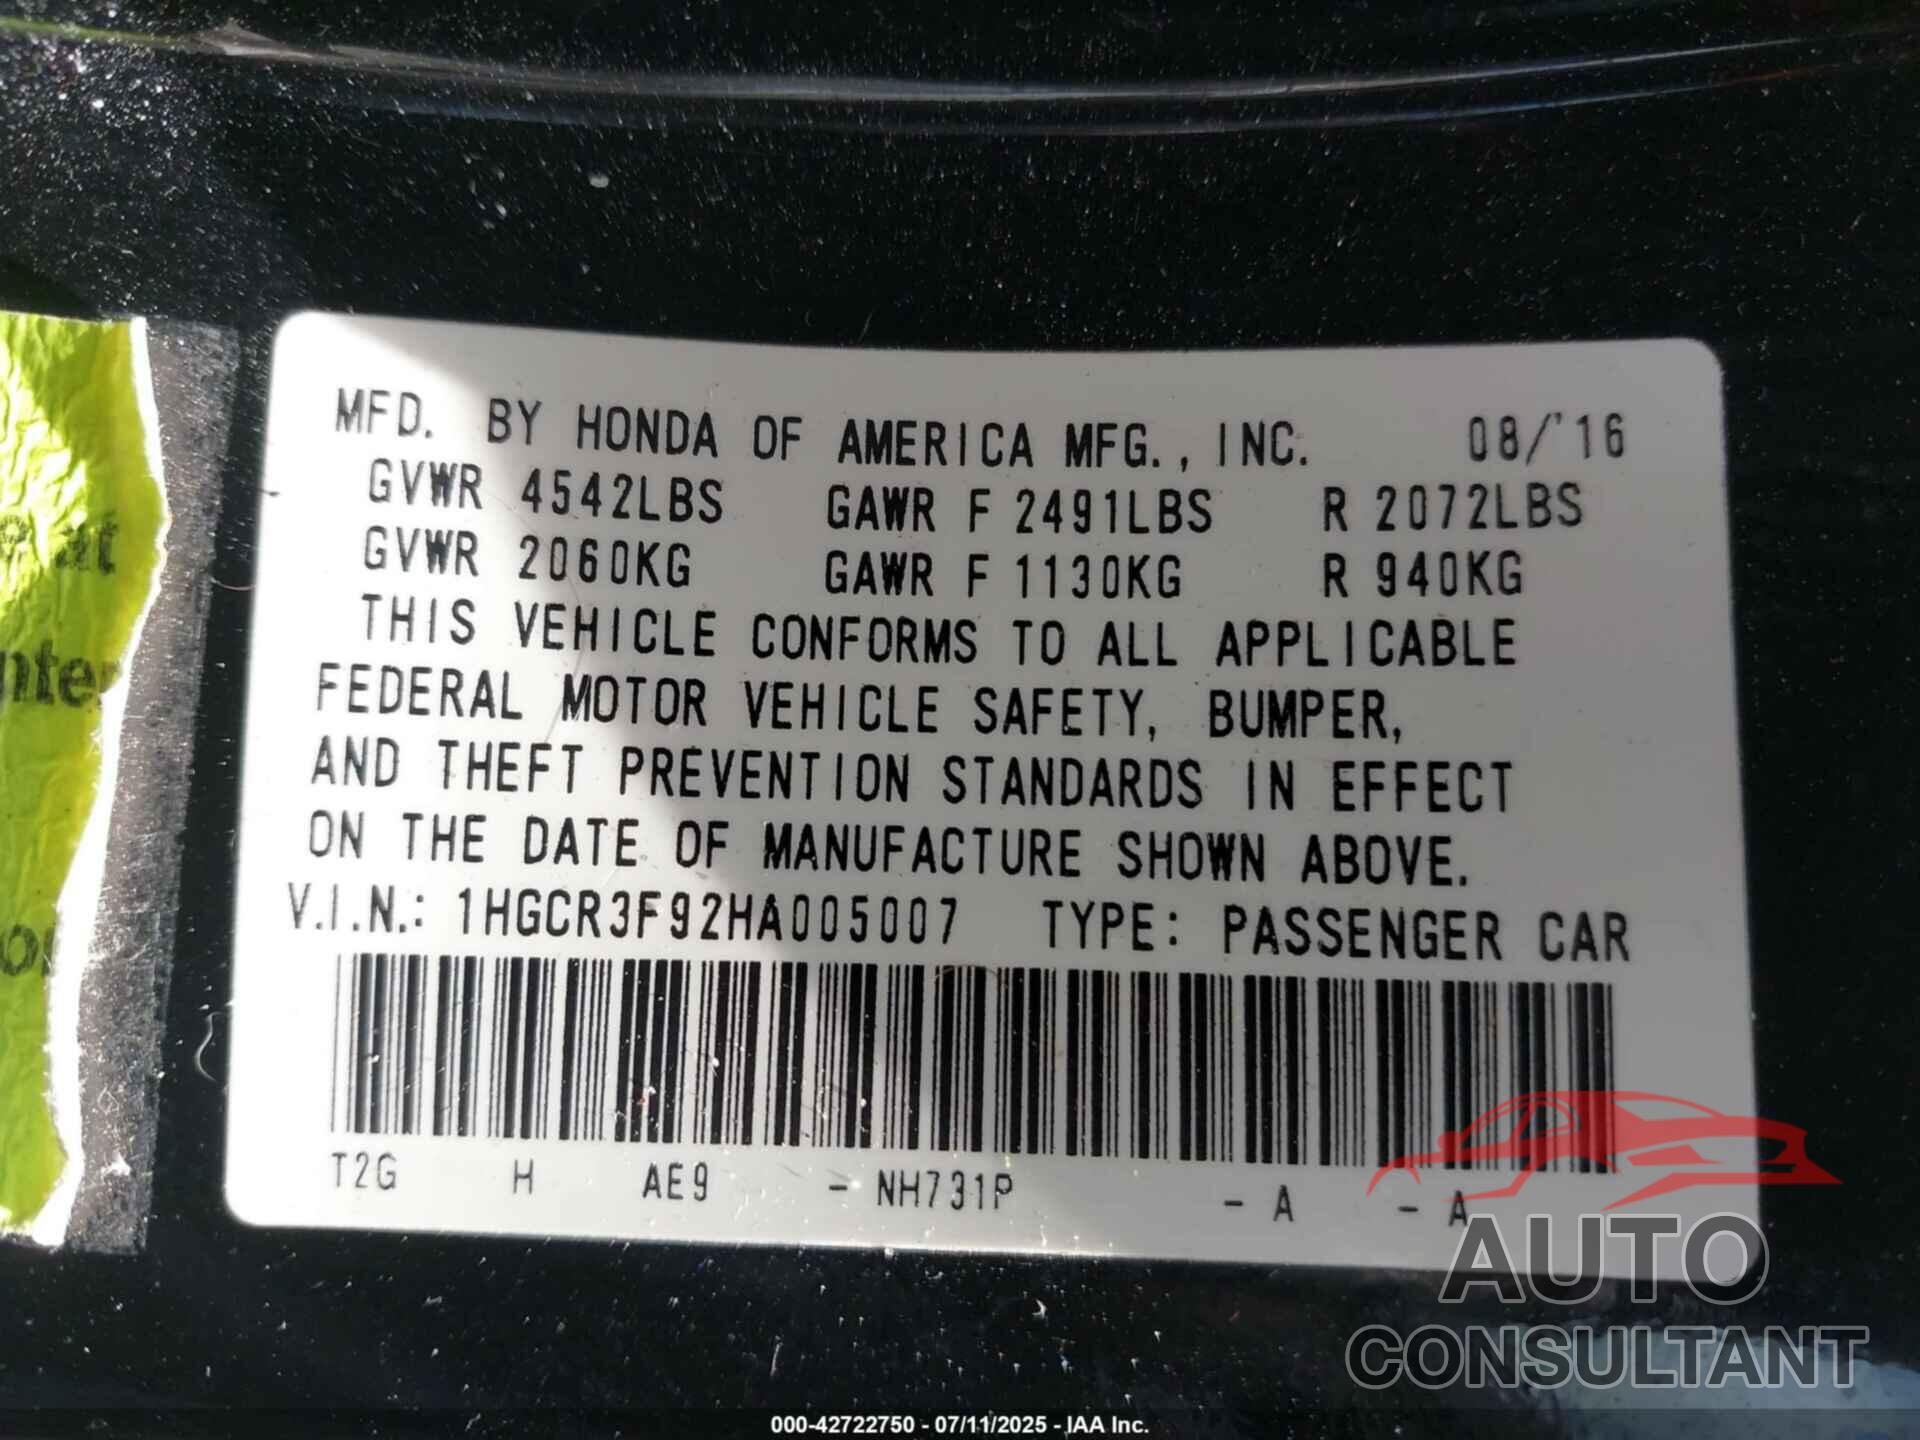 MFD. BY HONDA OF AMERICA MFG., INC. 08/'16
GVWR 4542LBS GAWR F 2491LBS R 2072LBS
GVWR 2060KG GAWR F 1130KG R 940KG
THIS VEHICLE CONFORMS TO ALL APPLICABLE
FEDERAL MOTOR VEHICLE SAFETY, BUMPER,
AND THEFT PREVENTION STANDARDS IN EFFECT
ON THE DATE OF MANUFACTURE SHOWN ABOVE.
V.I.N.: 1HGCR3F92HA005007 TYPE: PASSENGER CAR
T2G H AE9 - NH731P - A - A
AUTO
CONSULTANT
000-42722750 - 07/11/2025 - IAA Inc.